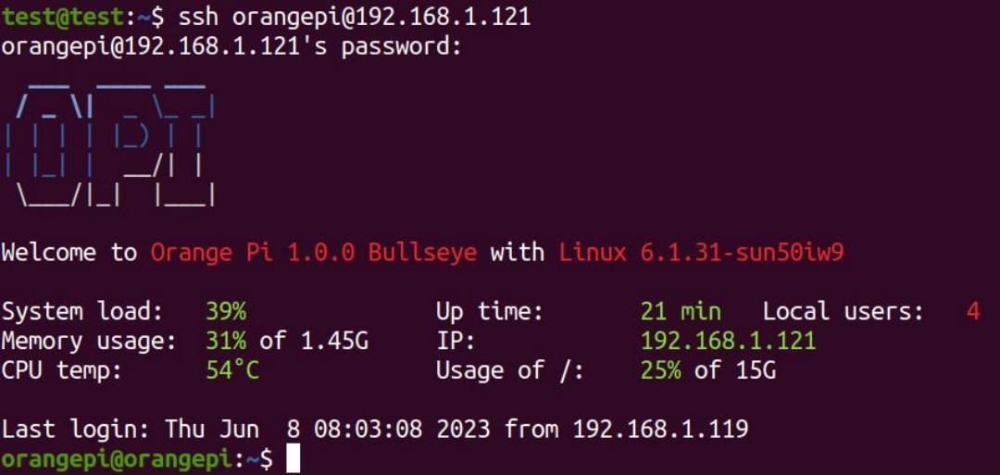 test@test:~$ ssh orangepi@192.168.1.121
orangepi@192.168.1.121's password:
  ___  ____ ___
 / _ \|  _ \_ _|
| | | | |_) | |
| |_| |  __/| |
 \___/|_|  |___|
Welcome to Orange Pi 1.0.0 Bullseye with Linux 6.1.31-sun50iw9
System load:   39%              Up time:       21 min   Local users:   4
Memory usage:  31% of 1.45G     IP:            192.168.1.121
CPU temp:      54°C             Usage of /:    25% of 15G
Last login: Thu Jun  8 08:03:08 2023 from 192.168.1.119
orangepi@orangepi:~$